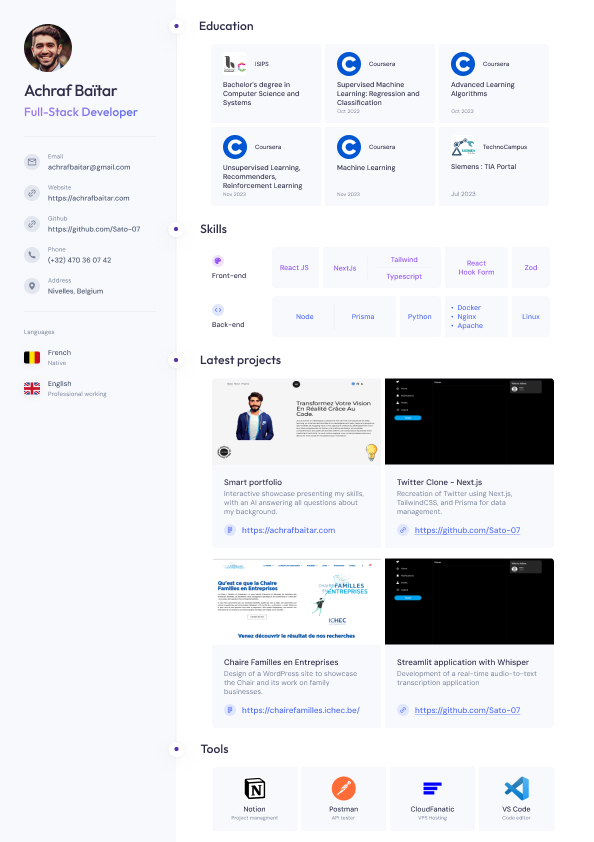 Achraf Baïtar
Full-Stack Developer
Email
achrafbaitar@gmail.com
Website
https://achrafbaitar.com
Github
https://github.com/Sato-07
Phone
(+32) 470 36 07 42
Address
Nivelles, Belgium
Languages
French
Native
English
Professional working
Education
ISIPS
Bachelor's degree in
Computer Science and
Systems
Coursera
Supervised Machine
Learning: Regression and
Classification
Oct 2023
Coursera
Advanced Learning
Algorithms
Oct 2023
Coursera
Unsupervised Learning,
Recommenders,
Reinforcement Learning
Nov 2023
Coursera
Machine Learning
Nov 2023
TechnoCampus
Siemens : TIA Portal
Jul 2023
Skills
Front-end
React JS
NextJs
Tailwind
Typescript
React
Hook Form
Zod
Back-end
Node
Prisma
Python
• Docker
• Nginx
• Apache
Linux
Latest projects
Transformez Votre Vision
En Réalité Grâce Au
Code.
Smart portfolio
Interactive showcase presenting my skills,
with an AI answering all questions about
my background.
https://achrafbaitar.com
Twitter Clone - Next.js
Recreation of Twitter using Next.js,
TailwindCSS, and Prisma for data
management.
https://github.com/Sato-07
Qu'est ce que la Chaire
Familles en Entreprises
CHAIRE FAMILLES
EN ENTREPRISES
ICHEC
Venez découvrir le résultat de nos recherches
Chaire Familles en Entreprises
Design of a WordPress site to showcase
the Chair and its work on family
businesses.
https://chairefamilles.ichec.be/
Streamlit application with Whisper
Development of a real-time audio-to-text
transcription application
https://github.com/Sato-07
Tools
Notion
Project managment
Postman
API testor
CloudFanatic
VPS Hosting
VS Code
Code editor